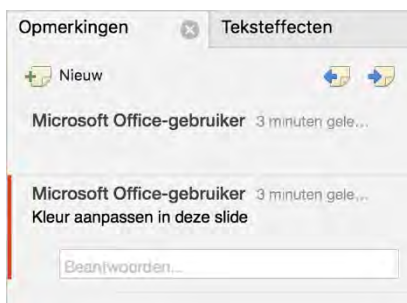 Opmerkingen
Teksteffecten
Nieuw
Microsoft Office-gebruiker 3 minuten gele...
Microsoft Office-gebruiker 3 minuten gele...
Kleur aanpassen in deze slide
Beantwoorden...